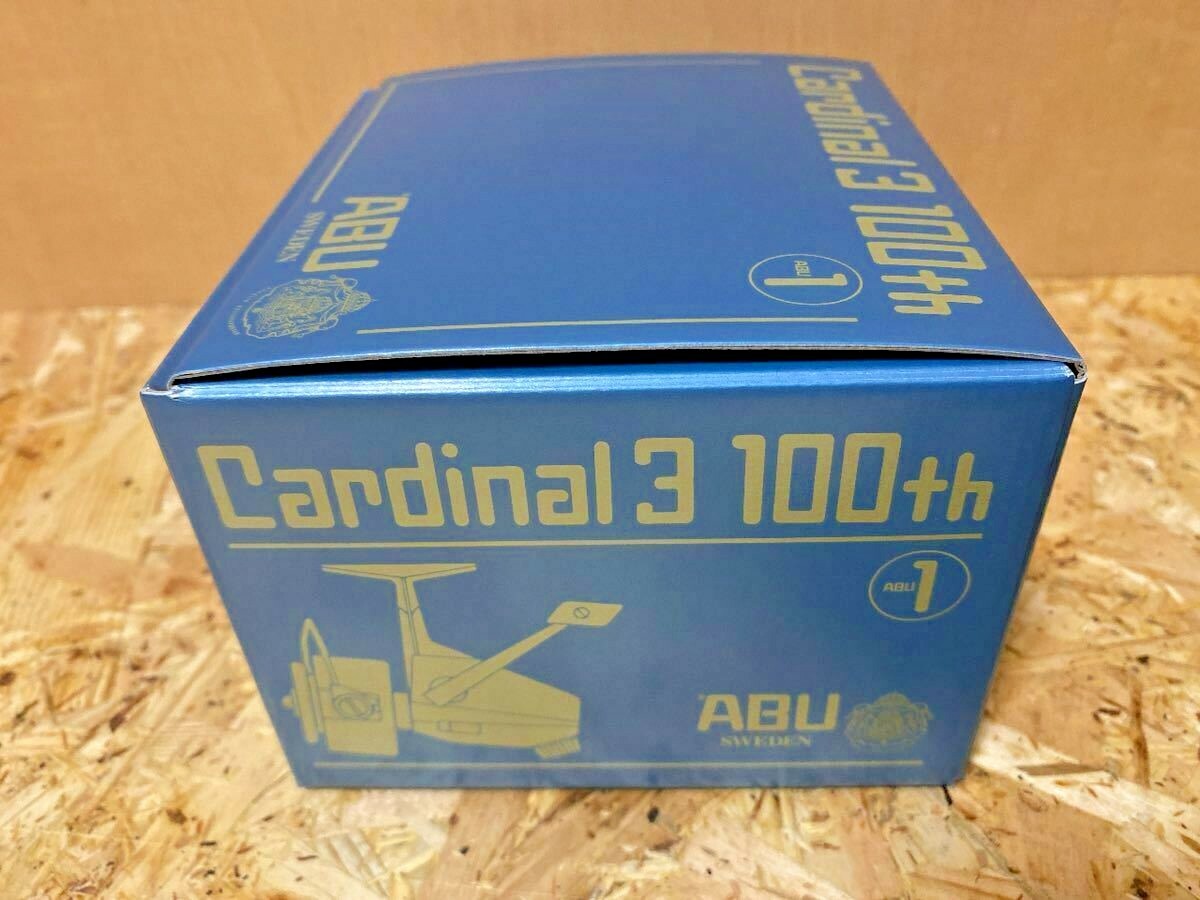 Cardinal 3 100th
ABU 1
ABU
SWEDEN
Cardinal 3 100th
ABU 1
ABU
SWEDEN